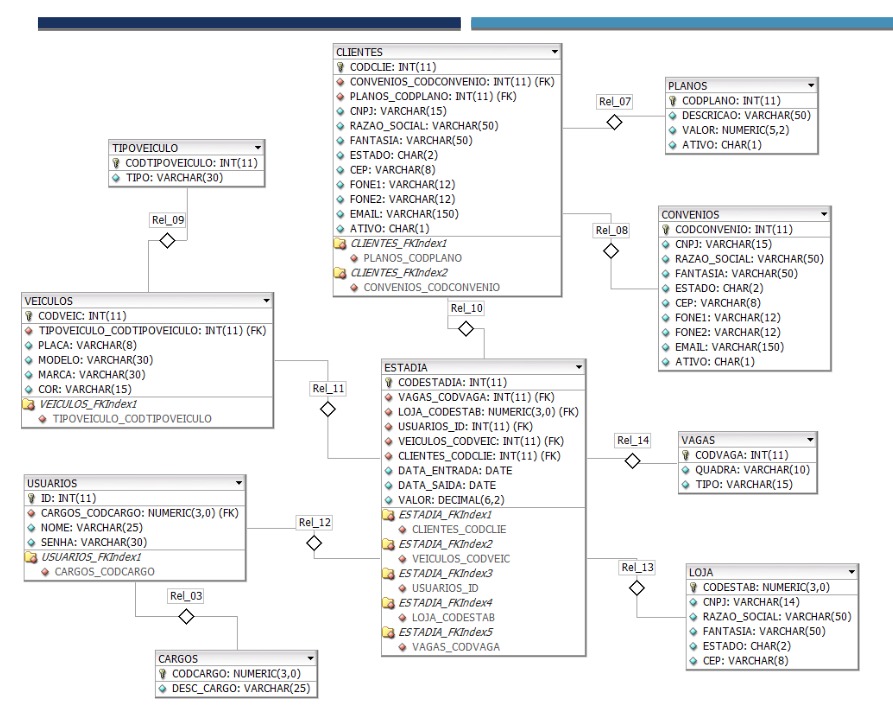 CLIENTES
CODCLIE: INT(11)
CONVENIOS_CODCONVENIO: INT(11) (FK)
PLANOS_CODPLANO: INT(11) (FK)
CNPJ: VARCHAR(15)
RAZAO_SOCIAL: VARCHAR(50)
FANTASIA: VARCHAR(50)
ESTADO: CHAR(2)
CEP: VARCHAR(8)
FONE1: VARCHAR(12)
FONE2: VARCHAR(12)
EMAIL: VARCHAR(150)
ATIVO: CHAR(1)
CLIENTES_FKIndex1
PLANOS_CODPLANO
CLIENTES_FKIndex2
CONVENIOS_CODCONVENIO
Rel_07
PLANOS
CODPLANO: INT(11)
DESCRICAO: VARCHAR(50)
VALOR: NUMERIC(5,2)
ATIVO: CHAR(1)
TIPOVEICULO
CODTIPOVEICULO: INT(11)
TIPO: VARCHAR(30)
Rel_09
Rel_08
CONVENIOS
CODCONVENIO: INT(11)
CNPJ: VARCHAR(15)
RAZAO_SOCIAL: VARCHAR(50)
FANTASIA: VARCHAR(50)
ESTADO: CHAR(2)
CEP: VARCHAR(8)
FONE1: VARCHAR(12)
FONE2: VARCHAR(12)
EMAIL: VARCHAR(150)
ATIVO: CHAR(1)
VEICULOS
CODVEIC: INT(11)
TIPOVEICULO_CODTIPOVEICULO: INT(11) (FK)
PLACA: VARCHAR(8)
MODELO: VARCHAR(30)
MARCA: VARCHAR(30)
COR: VARCHAR(15)
VEICULOS_FKIndex1
TIPOVEICULO_CODTIPOVEICULO
Rel_10
Rel_11
ESTADIA
CODESTADIA: INT(11)
VAGAS_CODVAGA: INT(11) (FK)
LOJA_CODESTAB: NUMERIC(3,0) (FK)
USUARIOS_ID: INT(11) (FK)
VEICULOS_CODVEIC: INT(11) (FK)
CLIENTES_CODCLIE: INT(11) (FK)
DATA_ENTRADA: DATE
DATA_SAIDA: DATE
VALOR: DECIMAL(6,2)
ESTADIA_FKIndex1
CLIENTES_CODCLIE
ESTADIA_FKIndex2
VEICULOS_CODVEIC
ESTADIA_FKIndex3
USUARIOS_ID
ESTADIA_FKIndex4
LOJA_CODESTAB
ESTADIA_FKIndex5
VAGAS_CODVAGA
Rel_14
VAGAS
CODVAGA: INT(11)
QUADRA: VARCHAR(10)
TIPO: VARCHAR(15)
USUARIOS
ID: INT(11)
CARGOS_CODCARGO: NUMERIC(3,0) (FK)
NOME: VARCHAR(25)
SENHA: VARCHAR(30)
USUARIOS_FKIndex1
CARGOS_CODCARGO
Rel_12
Rel_13
LOJA
CODESTAB: NUMERIC(3,0)
CNPJ: VARCHAR(14)
RAZAO_SOCIAL: VARCHAR(50)
FANTASIA: VARCHAR(50)
ESTADO: CHAR(2)
CEP: VARCHAR(8)
Rel_03
CARGOS
CODCARGO: NUMERIC(3,0)
DESC_CARGO: VARCHAR(25)